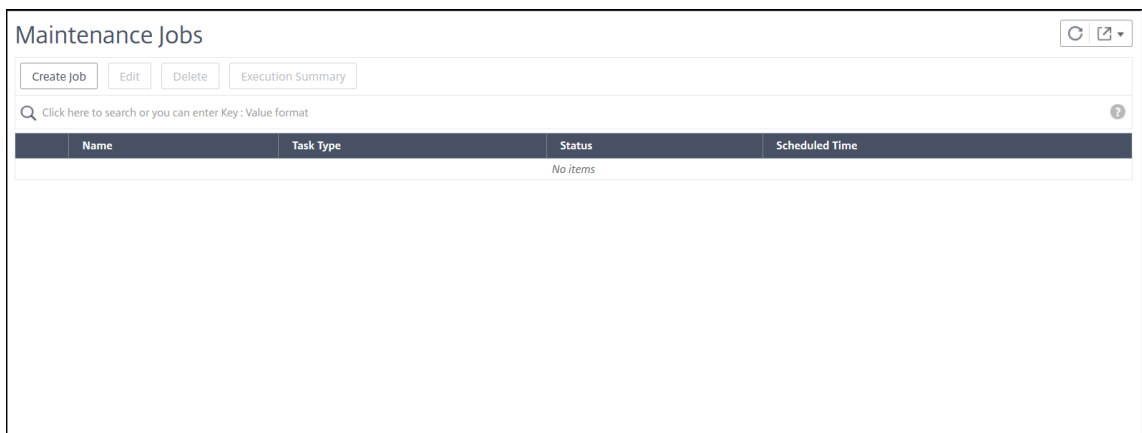 Maintenance Jobs
Create Job Edit Delete Execution Summary
Click here to search or you can enter Key : Value format ?
Name Task Type Status Scheduled Time
No items